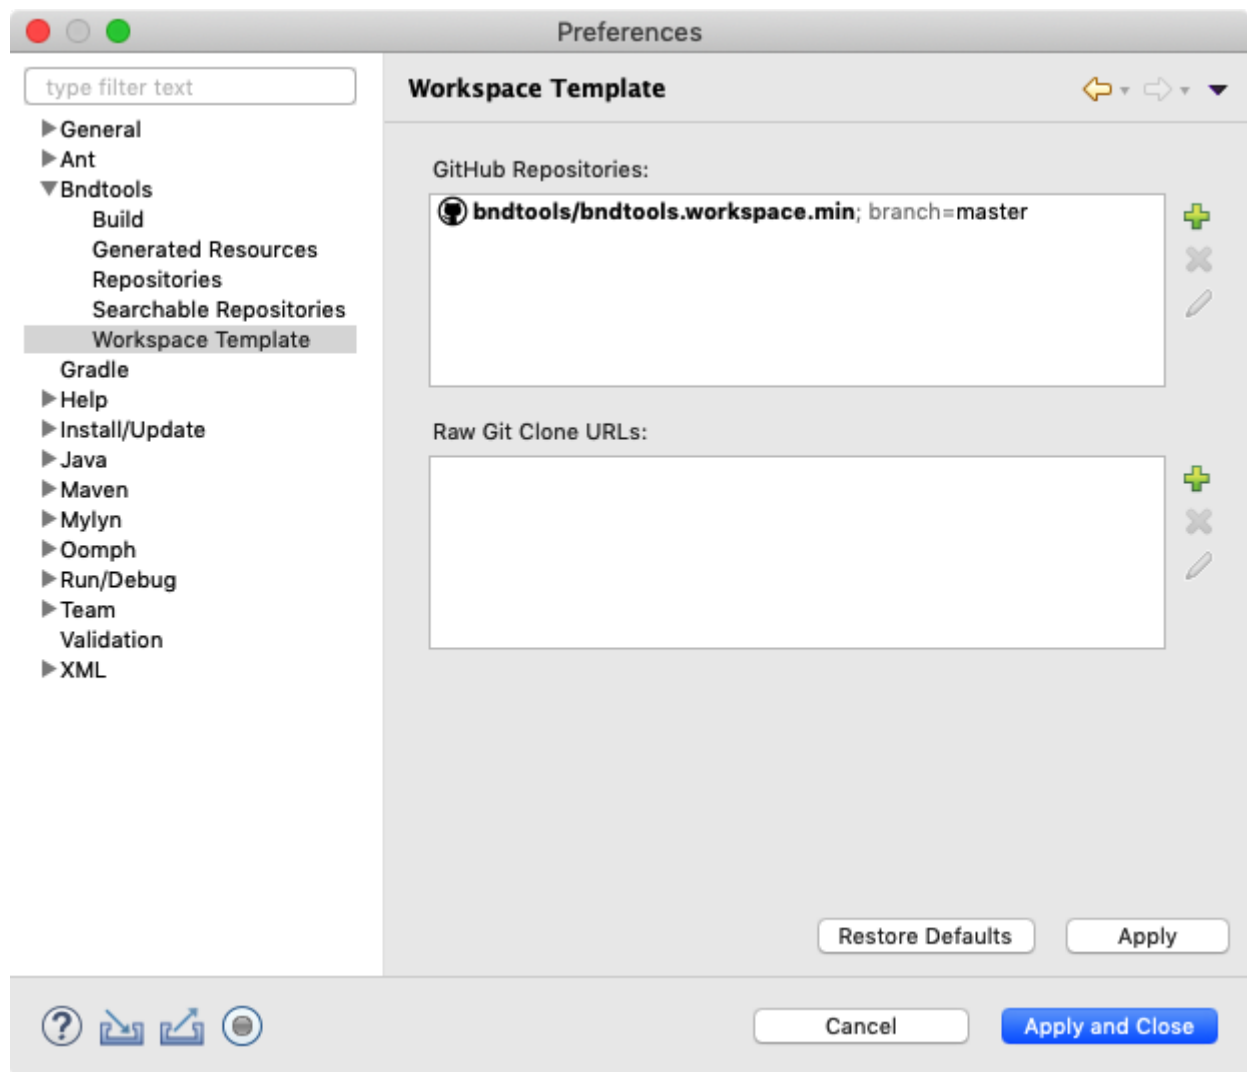 Preferences
type filter text
General
Ant
Bndtools
Build
Generated Resources
Repositories
Searchable Repositories
Workspace Template
Gradle
Help
Install/Update
Java
Maven
Mylyn
Oomph
Run/Debug
Team
Validation
XML
Workspace Template
GitHub Repositories:
bndtools/bndtools.workspace.min; branch=master
Raw Git Clone URLs:
Restore Defaults
Apply
?
Cancel
Apply and Close